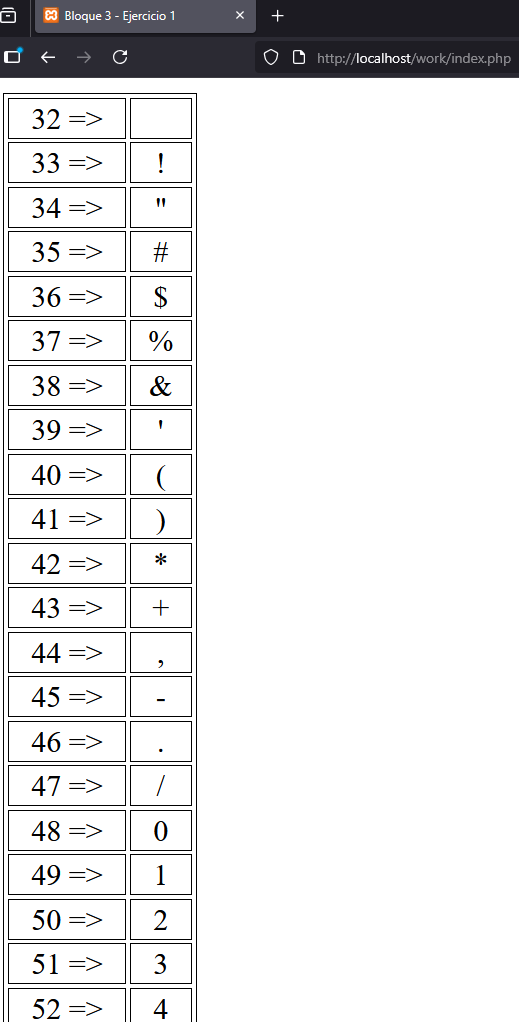 Bloque 3 - Ejercicio 1
http://localhost/work/index.php
32 =>
33 => !
34 => "
35 => #
36 => $
37 => %
38 => &
39 => '
40 => (
41 => )
42 => *
43 => +
44 => ,
45 => -
46 => .
47 => /
48 => 0
49 => 1
50 => 2
51 => 3
52 => 4